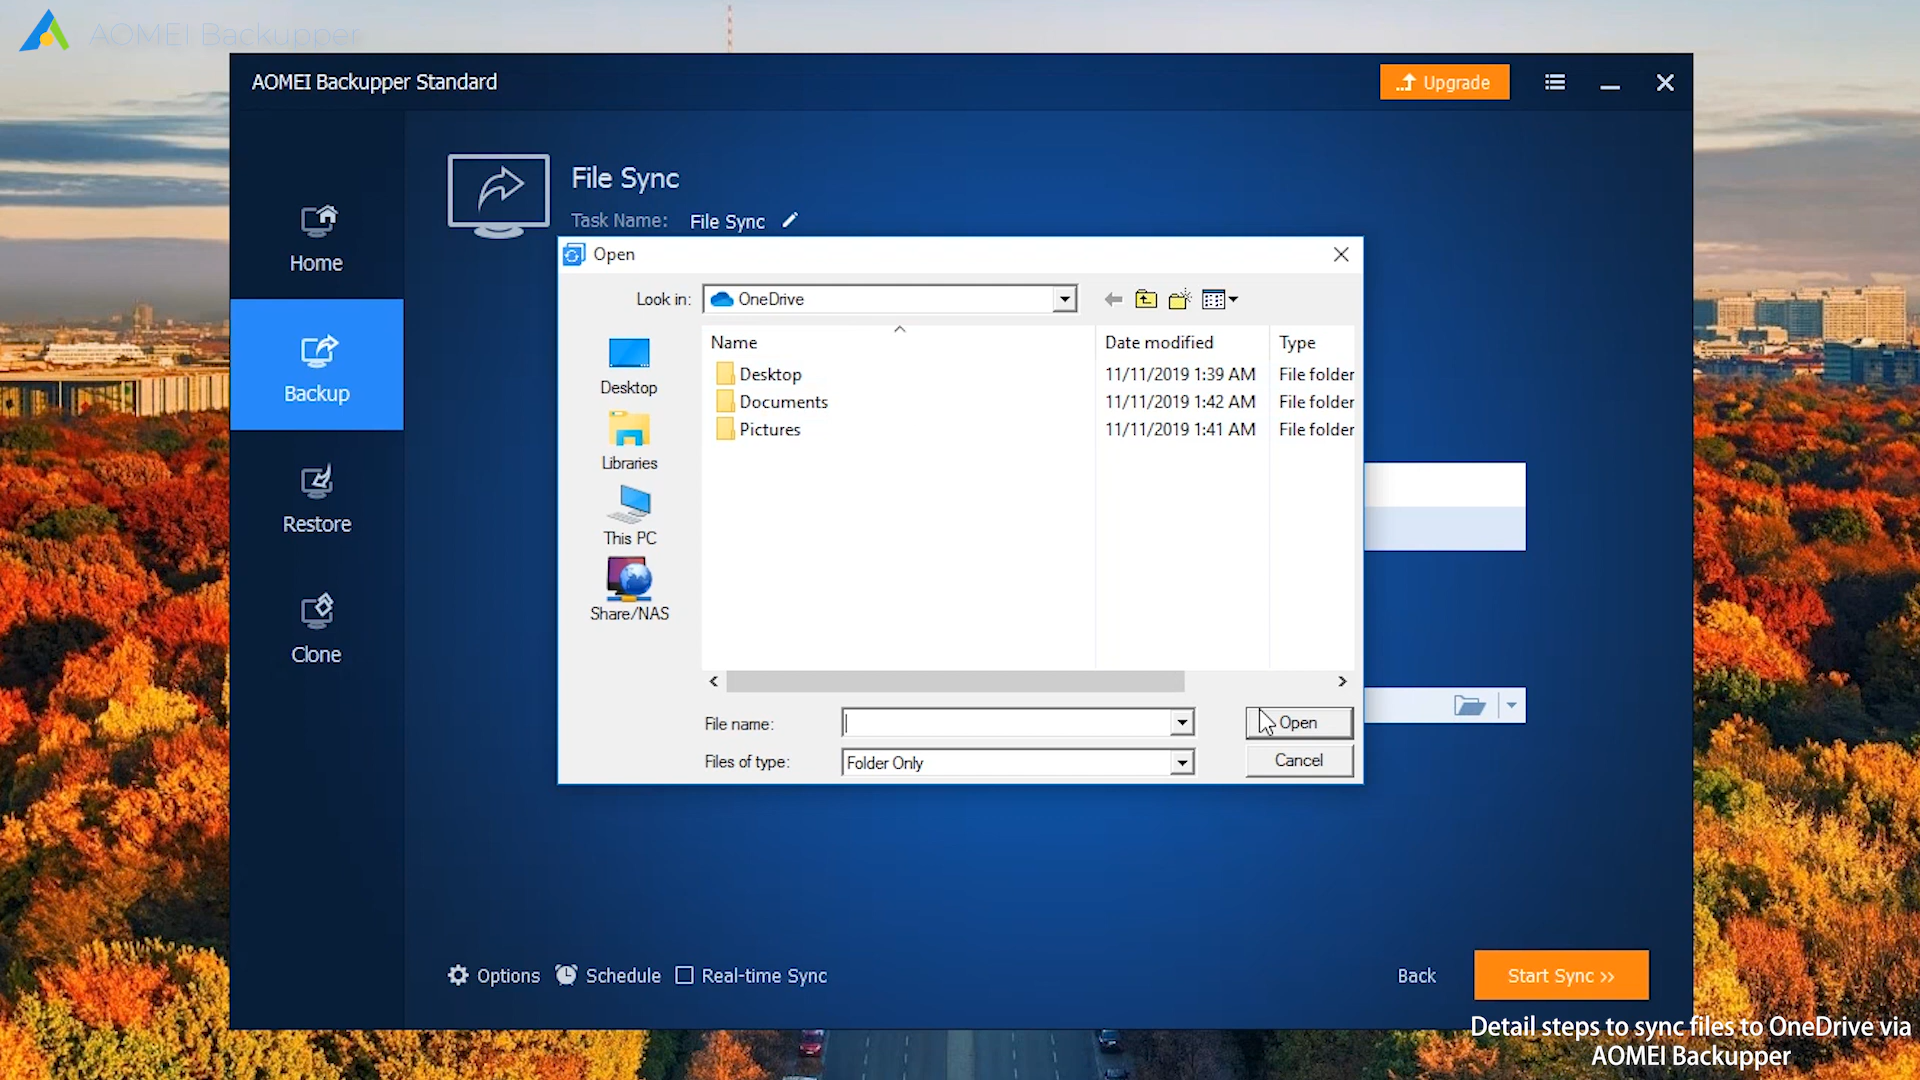 AOMEI Backupper
AOMEI Backupper Standard
Upgrade
File Sync
Task Name: File Sync
Home
Backup
Restore
Clone
Open
Look in: OneDrive
Desktop
Libraries
This PC
Share/NAS
Name Date modified Type
Desktop 11/11/2019 1:39 AM File folder
Documents 11/11/2019 1:42 AM File folder
Pictures 11/11/2019 1:41 AM File folder
File name:
Open
Files of type: Folder Only
Cancel
Options Schedule Real-time Sync
Back
Start Sync >>
Detail steps to sync files to OneDrive via
AOMEI Backupper